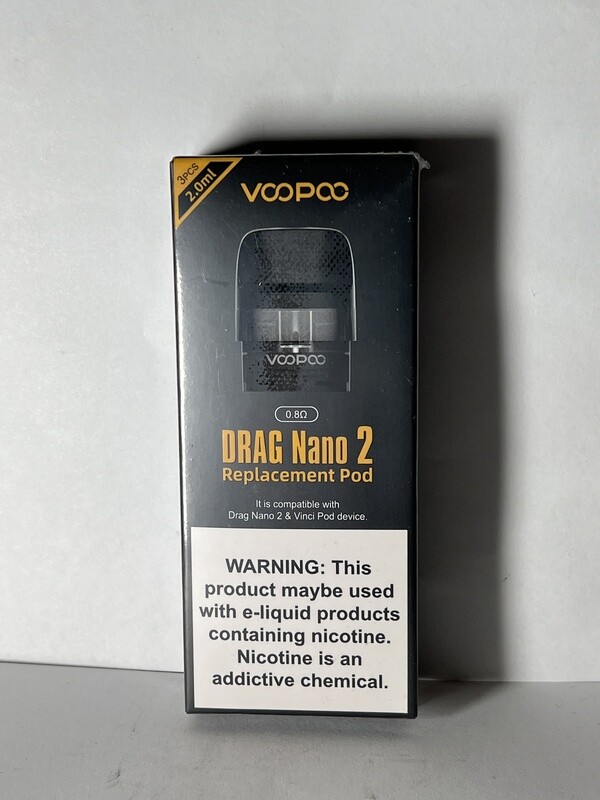 3PCS
2.0ml
VOOPOO
VOOPOO
0.8Ω
DRAG Nano 2
Replacement Pod
It is compatible with
Drag Nano 2 & Vinci Pod device.
WARNING: This
product maybe used
with e-liquid products
containing nicotine.
Nicotine is an
addictive chemical.